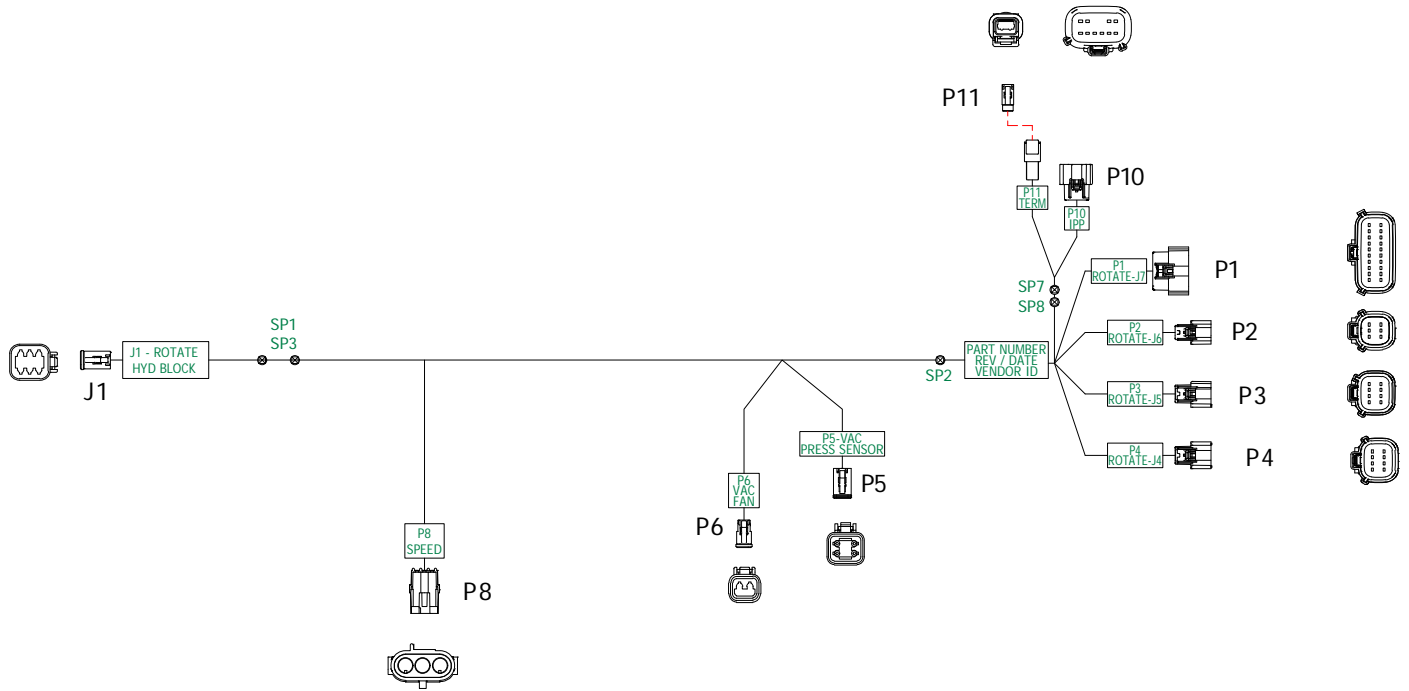 P11
P11
TERM
P10
P10
IPP
SP7
SP8
P1
ROTATE-J7
P1
SP1
SP3
J1 - ROTATE
HYD BLOCK
J1
PART NUMBER
REV / DATE
VENDOR ID
SP2
P2
ROTATE-J6
P2
P3
ROTATE-J5
P3
P4
ROTATE-J4
P4
P5-VAC
PRESS SENSOR
P5
P6
VAC
FAN
P6
P8
SPEED
P8